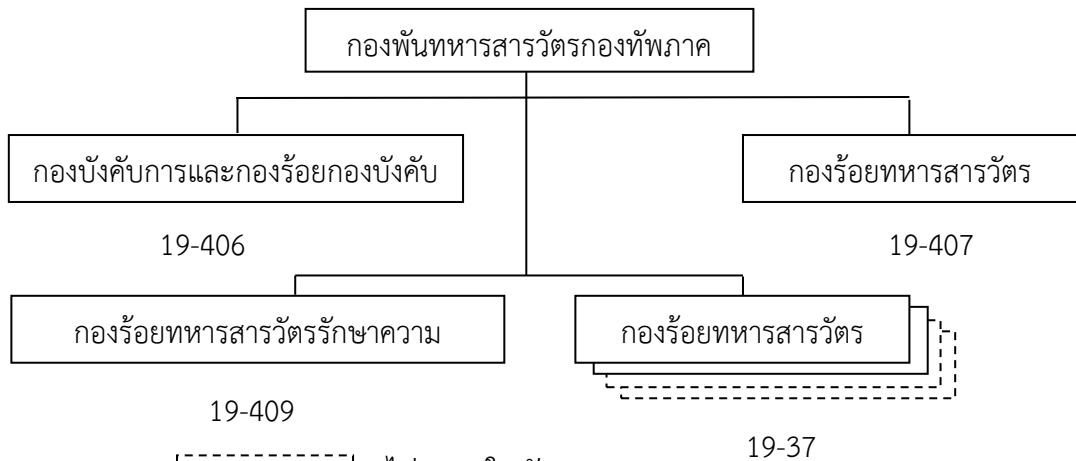 กองพันทหารสารวัตรกองทัพภาค
กองบังคับการและกองร้อยกองบังคับ
กองร้อยทหารสารวัตร
19-406
19-407
กองร้อยทหารสารวัตรรักษาความ
กองร้อยทหารสารวัตร
19-409
19-37